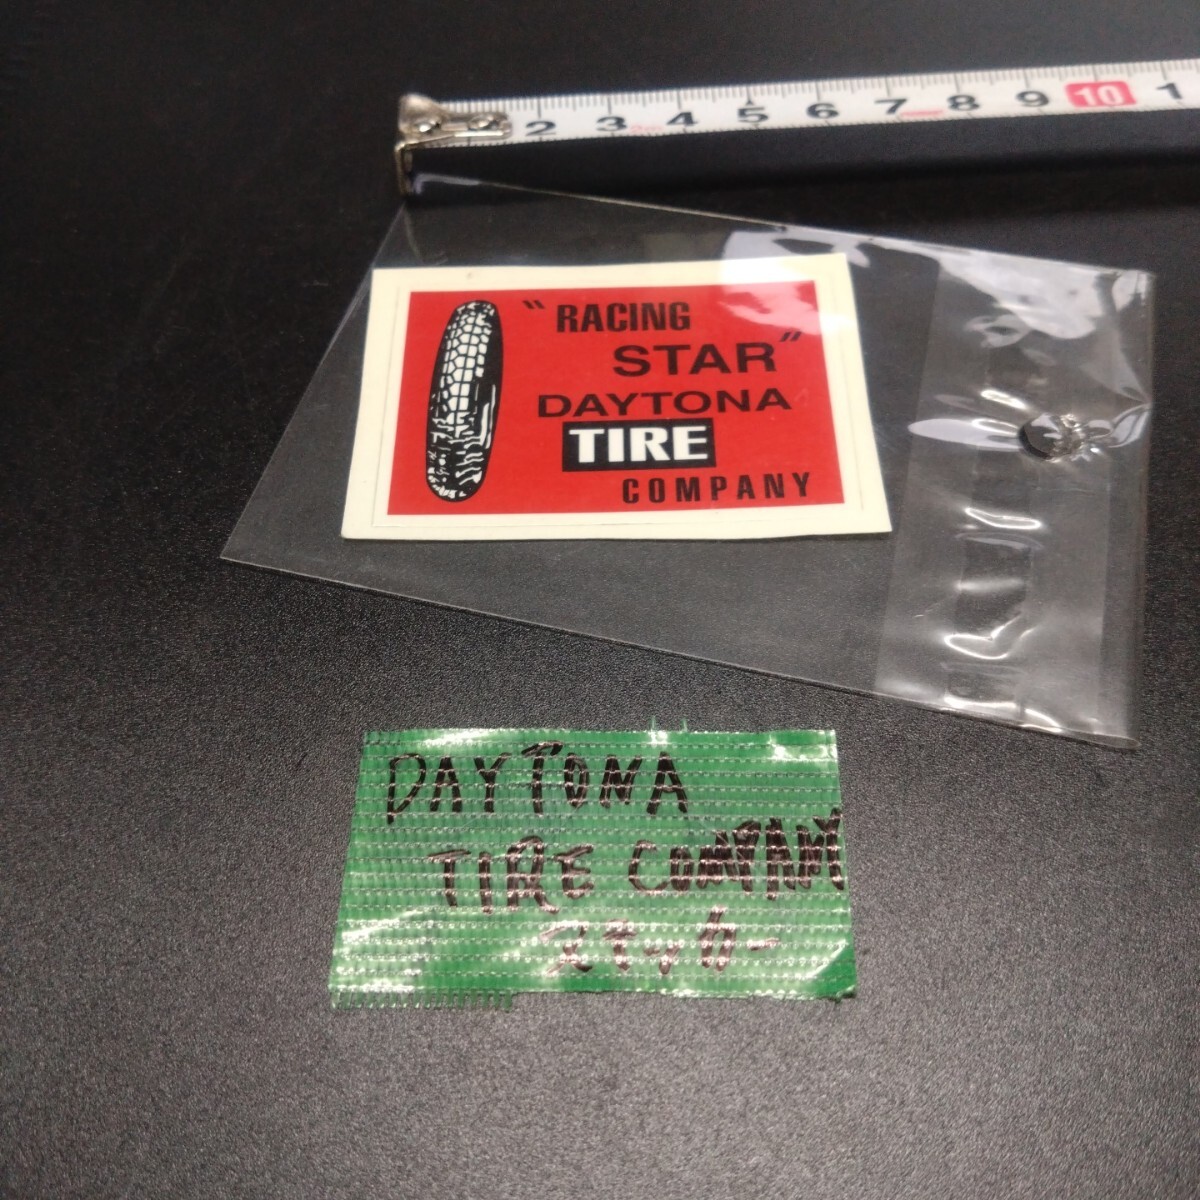 2 3 4 5 6 7 8 9 10 1
" RACING
STAR "
DAYTONA
TIRE
COMPANY
DAYTONA
TIRE COMPANY
ステッカー